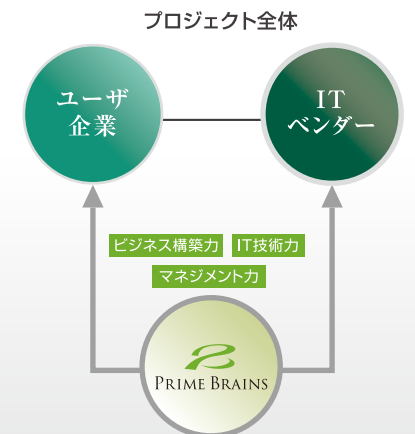 プロジェクト全体
ユーザ
企業
IT
ベンダー
ビジネス構築力 IT技術力
マネジメント力
PRIME BRAINS